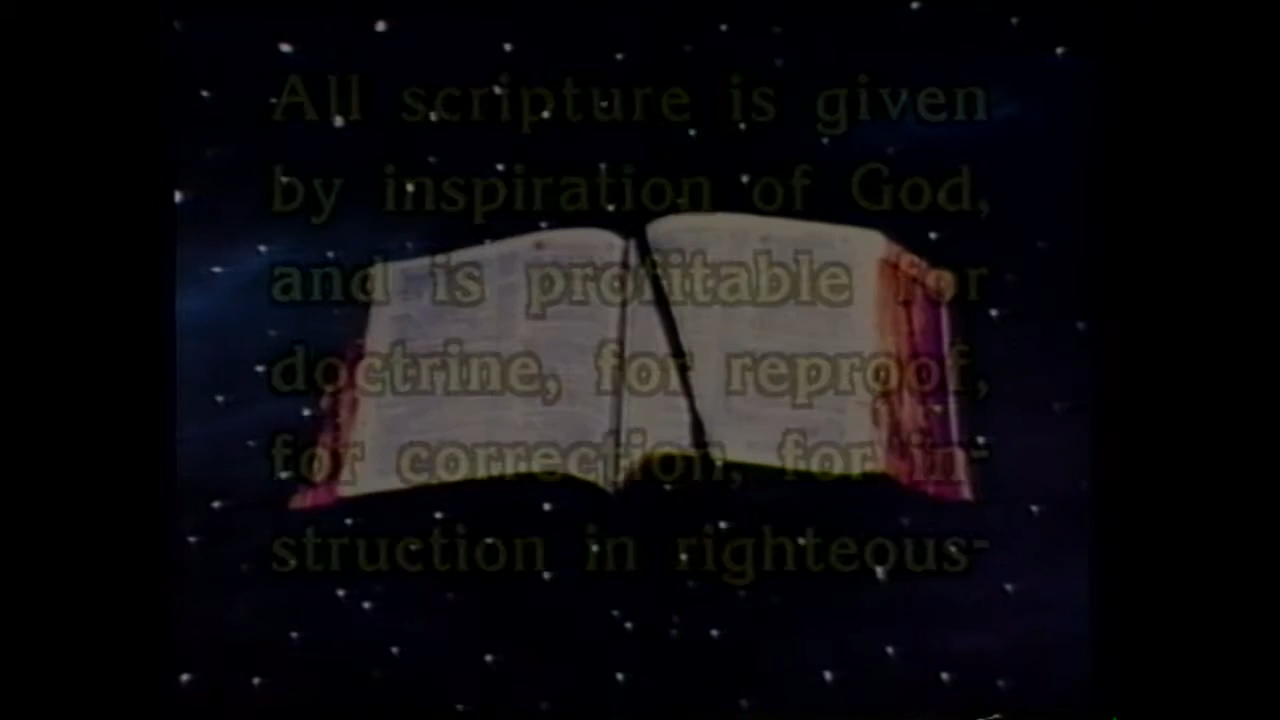 All scripture is given
by inspiration of God,
and is profitable for
doctrine, for reproof,
for correction, for in-
struction in righteous-